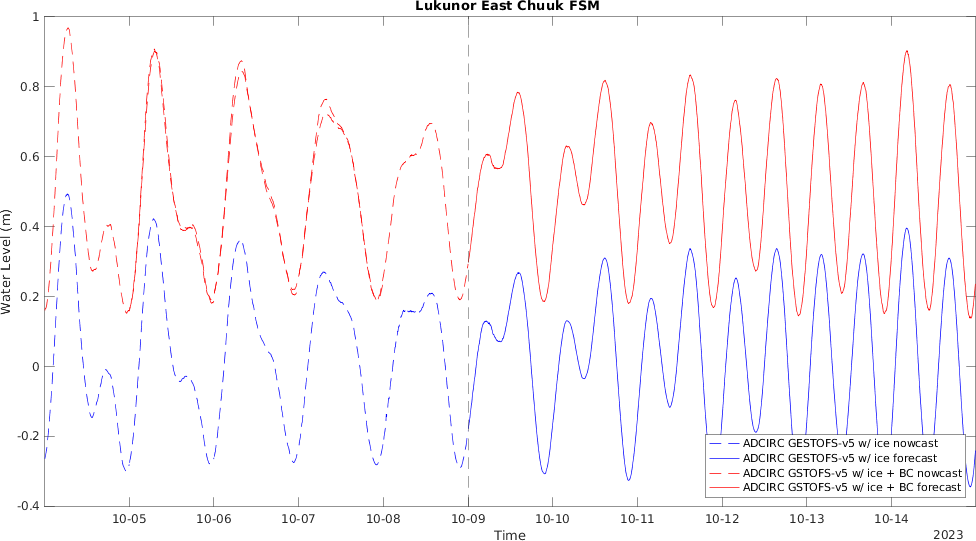 Lukunor East Chuuk FSM
1
0.8
0.6
0.4
0.2
0
-0.2
-0.4
Water Level (m)
ADCIRC GESTOFS-v5 w/ ice nowcast
ADCIRC GESTOFS-v5 w/ ice forecast
ADCIRC GSTOFS-v5 w/ ice + BC nowcast
ADCIRC GSTOFS-v5 w/ ice + BC forecast
10-05 10-06 10-07 10-08 10-09 10-10 10-11 10-12 10-13 10-14
Time
2023